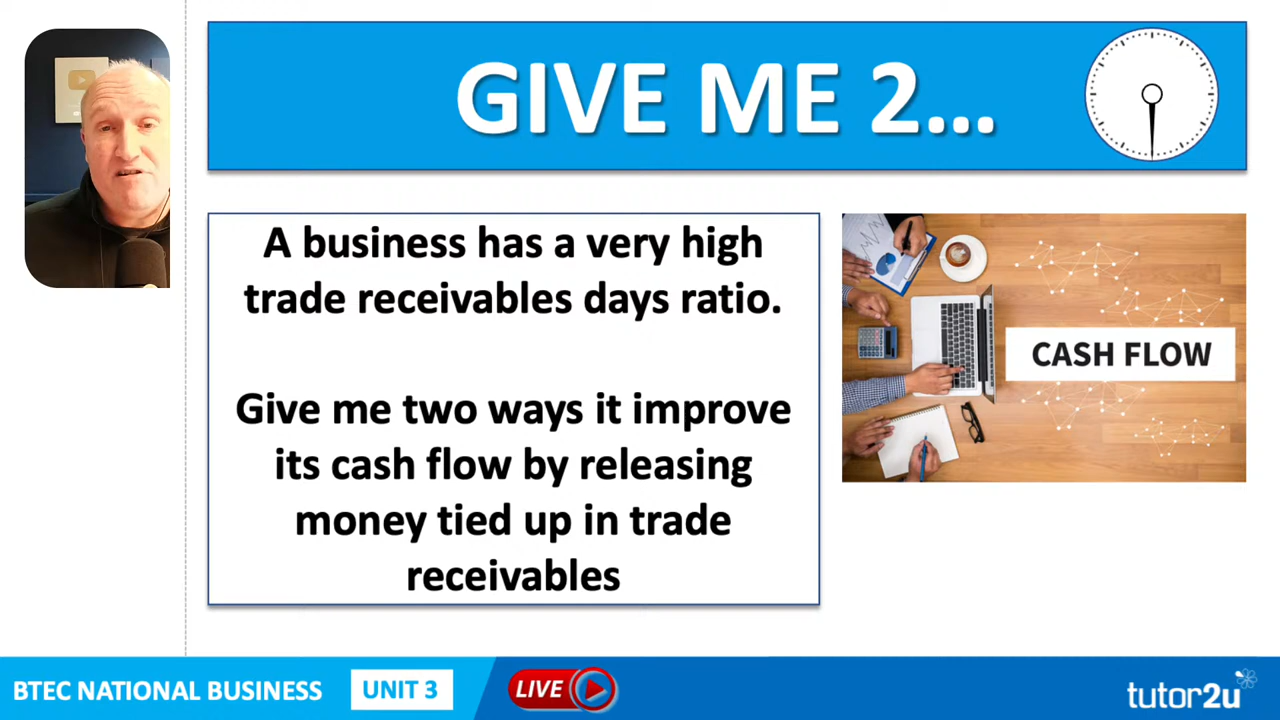 GIVE ME 2...
A business has a very high
trade receivables days ratio.
Give me two ways it improve
its cash flow by releasing
money tied up in trade
receivables
CASH FLOW
BTEC NATIONAL BUSINESS
UNIT 3
LIVE
tutor2u